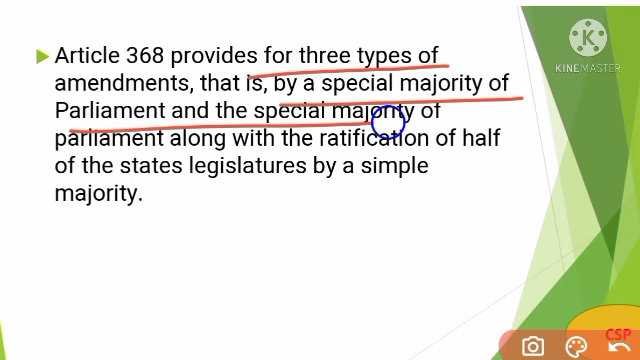 Article 368 provides for three types of
amendments, that is, by a special majority of
Parliament and the special majority of
parliament along with the ratification of half
of the states legislatures by a simple
majority.
KINEMASTER
CSP